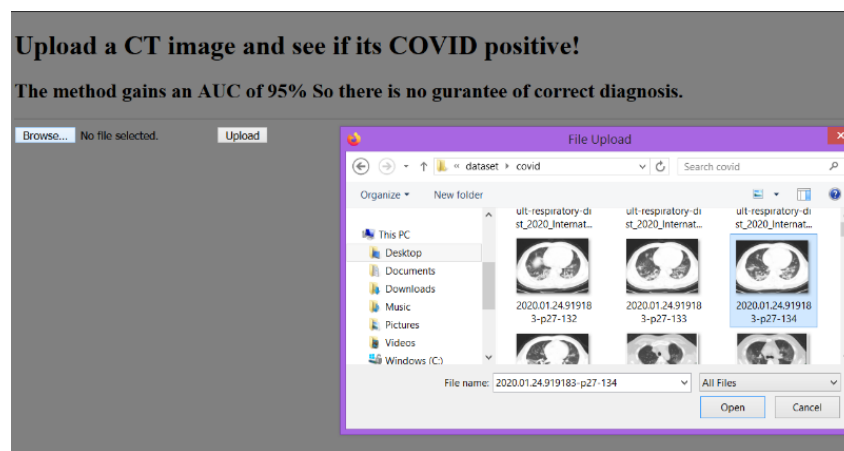 Upload a CT image and see if its COVID positive!
The method gains an AUC of 95% So there is no gurantee of correct diagnosis.
Browse... No file selected. Upload
File Upload
« dataset › covid
Search covid
Organize
New folder
This PC
Desktop
Documents
Downloads
Music
Pictures
Videos
Windows (C:)
ult-respiratory-di
st_2020_Internat...
ult-respiratory-di
st_2020_Internat...
ult-respiratory-di
st_2020_Internat...
2020.01.24.91918
3-p27-132
2020.01.24.91918
3-p27-133
2020.01.24.91918
3-p27-134
File name: 2020.01.24.919183-p27-134
All Files
Open Cancel